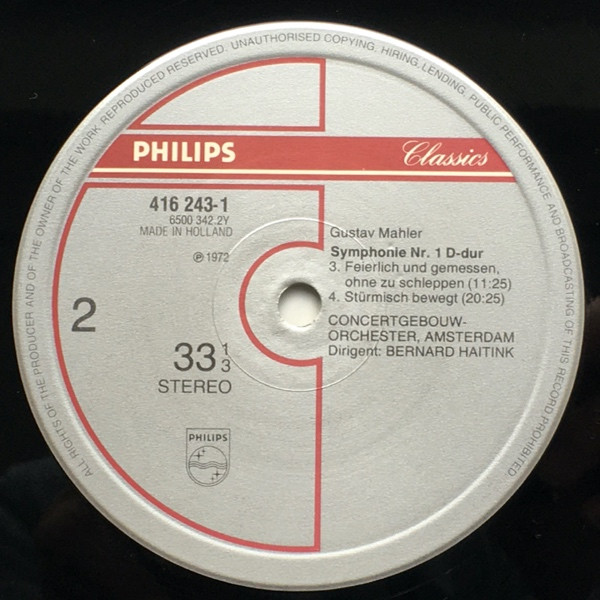 ALL RIGHTS OF THE PRODUCER AND OF THE OWNER OF THE WORK REPRODUCED RESERVED. UNAUTHORISED COPYING, HIRING, LENDING, PUBLIC PERFORMANCE AND BROADCASTING OF THIS RECORD PROHIBITED.
PHILIPS Classics
416 243-1
6500 342.2Y
MADE IN HOLLAND
℗ 1972
2
33 1/3
STEREO
Gustav Mahler
Symphonie Nr. 1 D-dur
3. Feierlich und gemessen,
ohne zu schleppen (11:25)
4. Stürmisch bewegt (20:25)
CONCERTGEBOUW-
ORCHESTER, AMSTERDAM
Dirigent: BERNARD HAITINK
PHILIPS